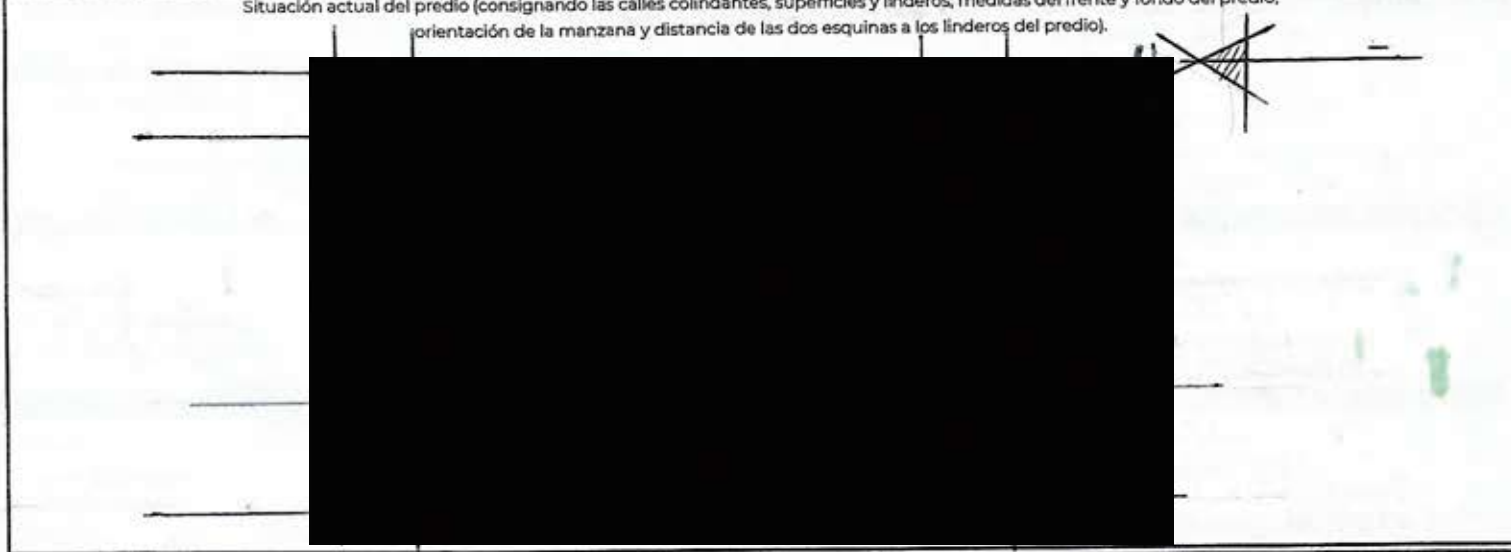 Situación actual del predio (consignando las calles colindantes, superficies y linderos, medidas del frente y fondo del predio,
orientación de la manzana y distancia de las dos esquinas a los linderos del predio).